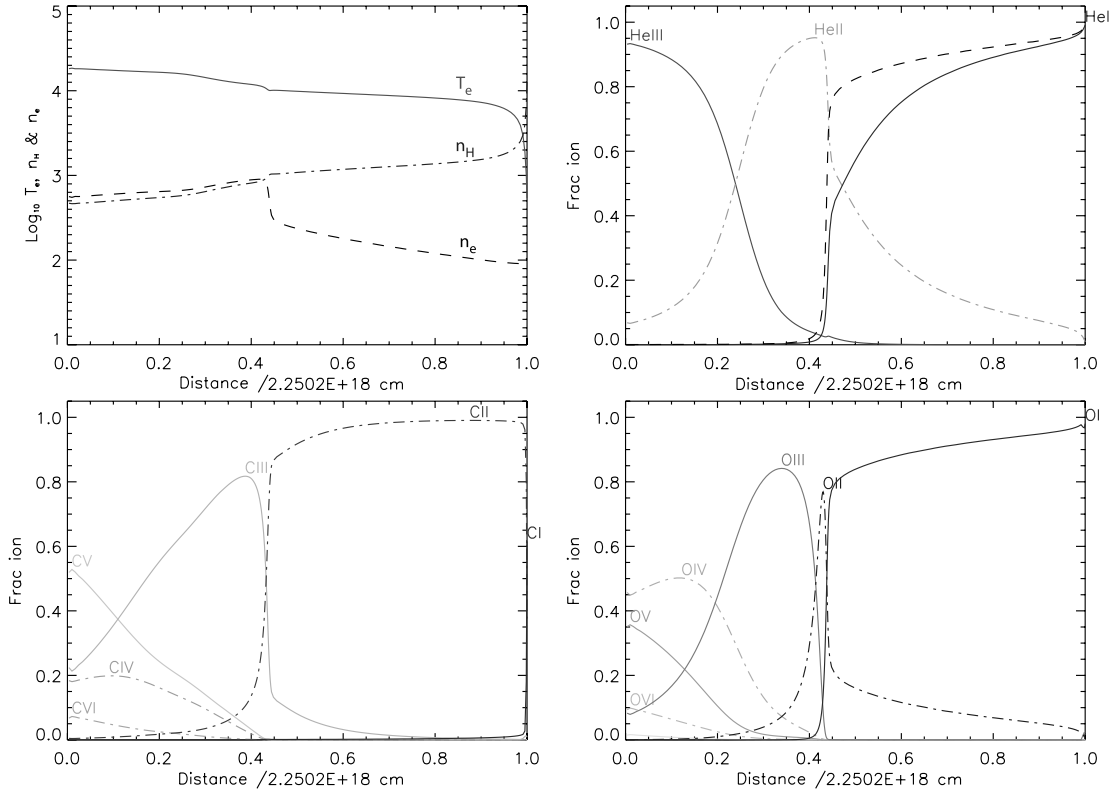 5
4
3
2
1
Log₁₀ Tₑ, n_H & nₑ
Tₑ
n_H
nₑ
0.0 0.2 0.4 0.6 0.8 1.0
Distance /2.2502E+18 cm
1.0
0.8
0.6
0.4
0.2
0.0
Frac ion
HeIII
HeII
HeI
0.0 0.2 0.4 0.6 0.8 1.0
Distance /2.2502E+18 cm
1.0
0.8
0.6
0.4
0.2
0.0
Frac ion
CII
CIII
CI
CV
CIV
CVI
0.0 0.2 0.4 0.6 0.8 1.0
Distance /2.2502E+18 cm
1.0
0.8
0.6
0.4
0.2
0.0
Frac ion
OI
OIII
OII
OIV
OV
OVI
0.0 0.2 0.4 0.6 0.8 1.0
Distance /2.2502E+18 cm